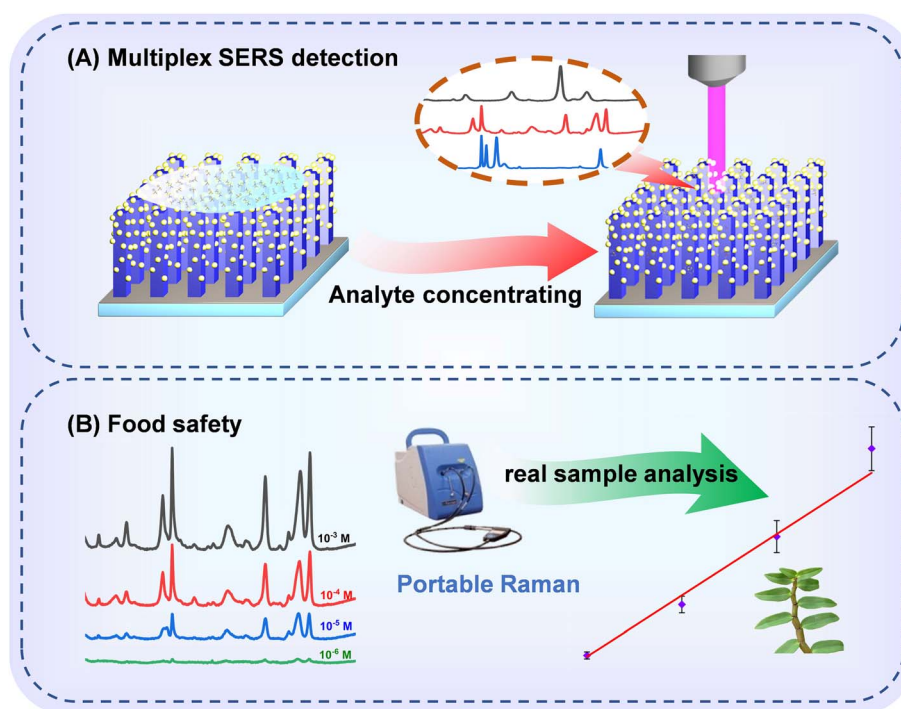 (A) Multiplex SERS detection
Analyte concentrating
(B) Food safety
10⁻³ M
10⁻⁴ M
10⁻⁵ M
10⁻⁶ M
Portable Raman
real sample analysis